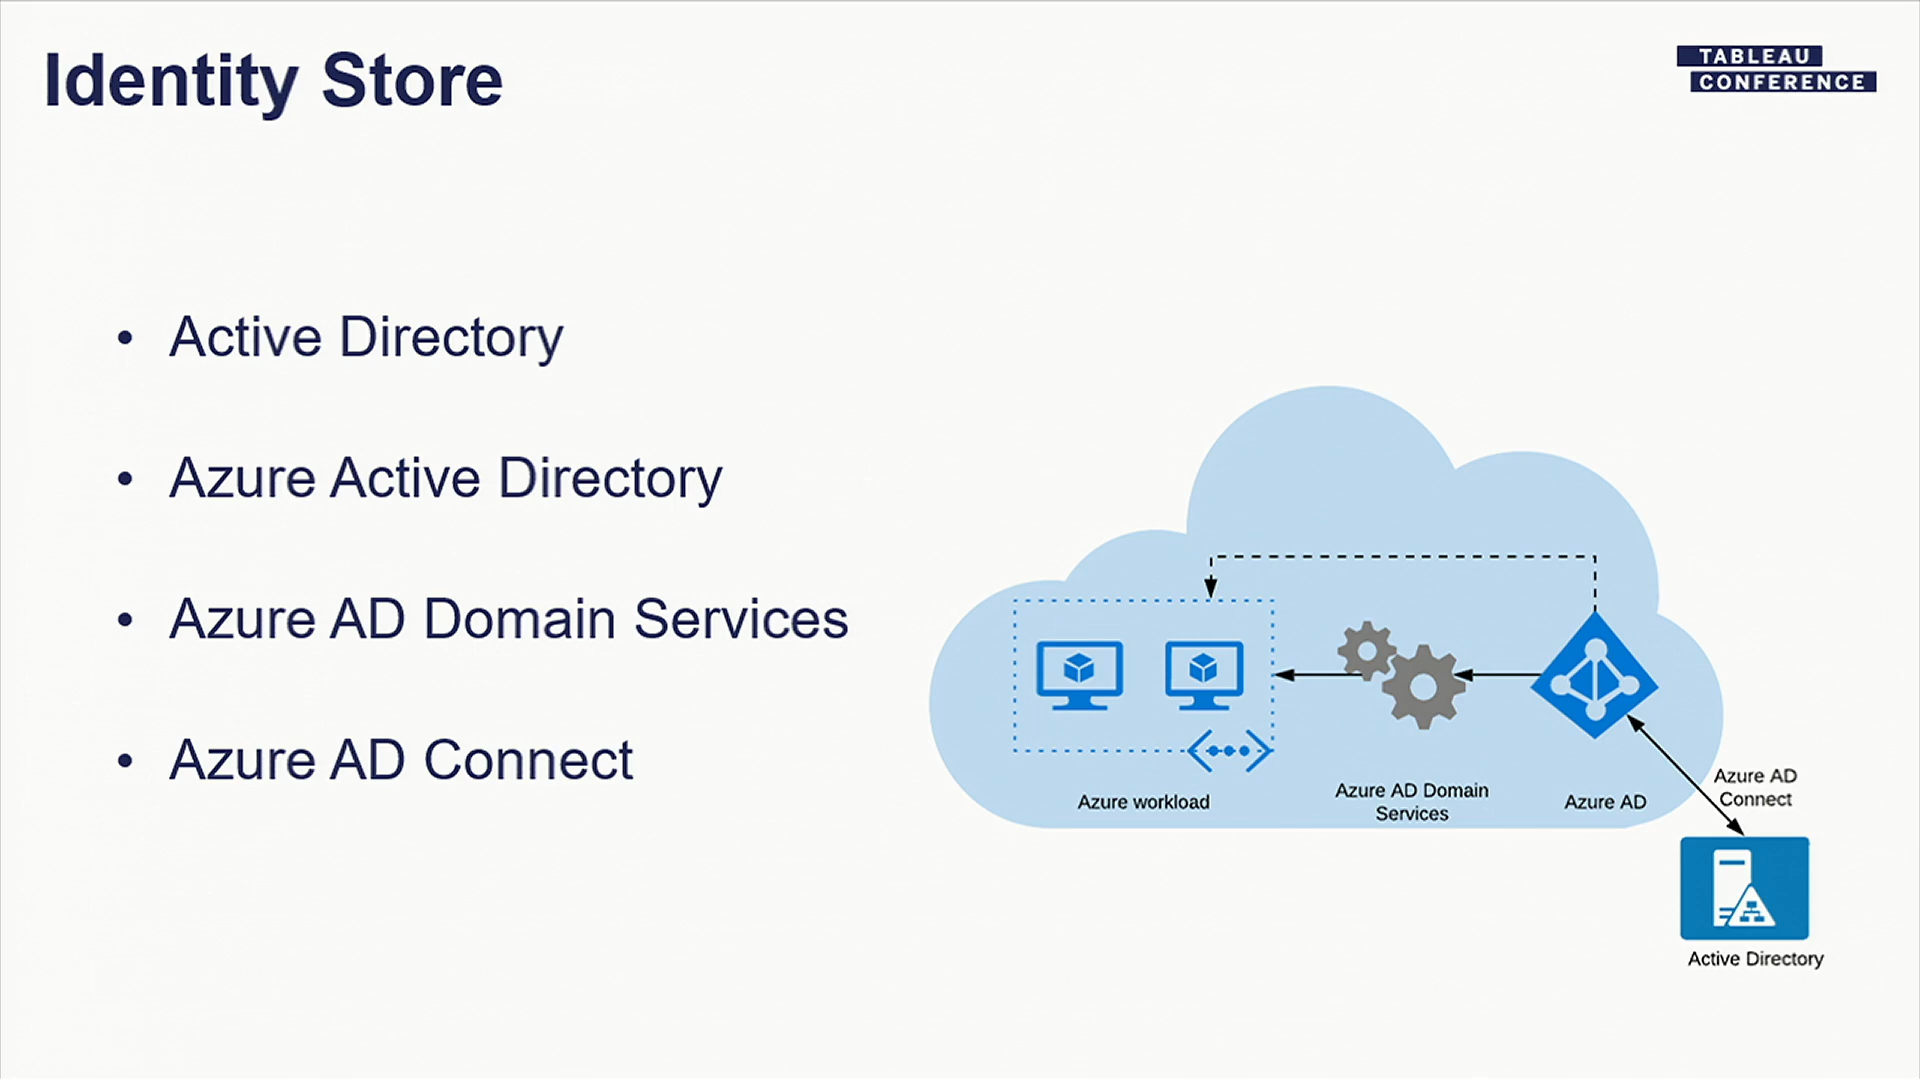 Identity Store
TABLEAU
CONFERENCE
• Active Directory
• Azure Active Directory
• Azure AD Domain Services
• Azure AD Connect
Azure workload
Azure AD Domain
Services
Azure AD
Azure AD
Connect
Active Directory